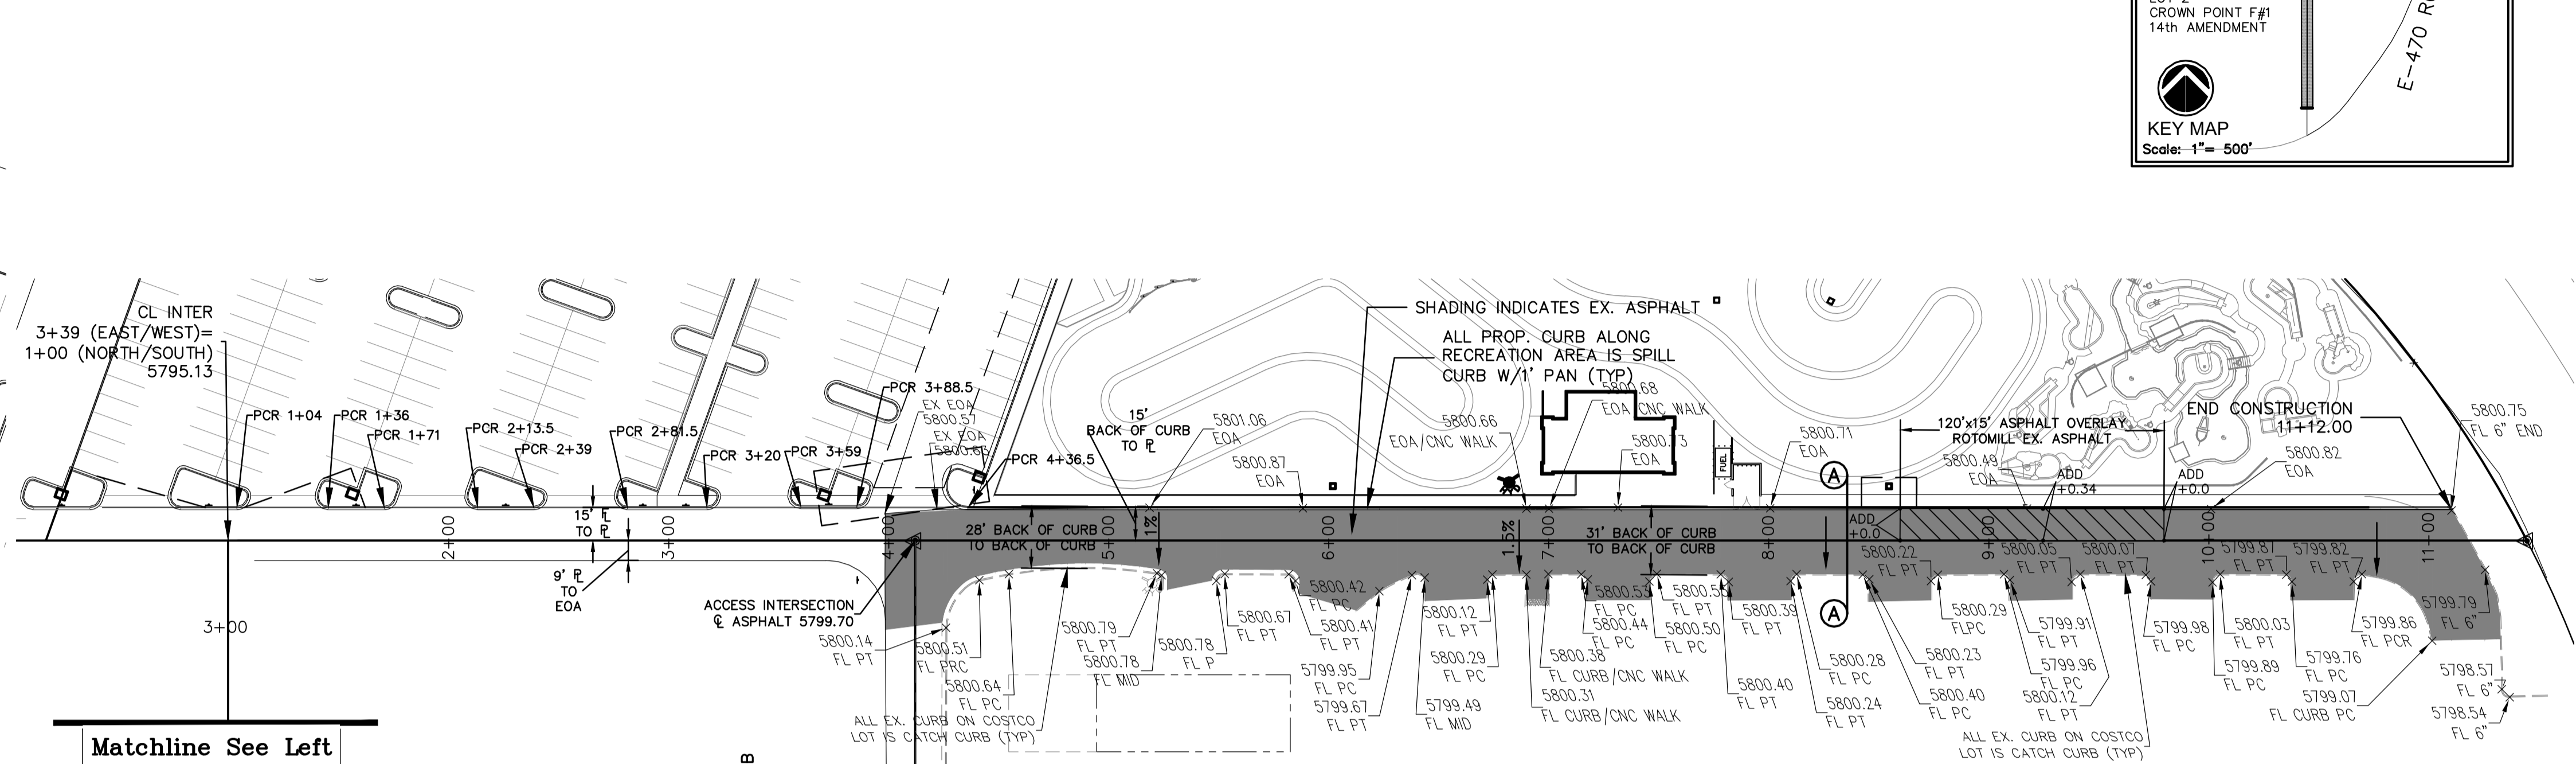 CROWN POINT F#1
14th AMENDMENT
KEY MAP
Scale: 1"= 500'
E-470
CL INTER
3+39 (EAST/WEST)=
1+00 (NORTH/SOUTH)
5795.13
PCR 1+04
PCR 1+36
PCR 1+71
PCR 2+13.5
PCR 2+39
PCR 2+81.5
PCR 3+20
PCR 3+59
PCR 3+88.5
EX EOA
5800.57
EX EOA
PCR 4+36.5
15'
BACK OF CURB
TO ℙL
5801.06
EOA
5800.87
EOA
SHADING INDICATES EX. ASPHALT
ALL PROP. CURB ALONG
RECREATION AREA IS SPILL
CURB W/1' PAN (TYP)
5800.68
EOA/CNC WALK
5800.66
EOA/CNC WALK
EOA
FUEL
5800.71
EOA
A
120'x15' ASPHALT OVERLAY
ROTOMILL EX. ASPHALT
5800.49
EOA
ADD
+0.34
ADD
+0.0
END CONSTRUCTION
11+12.00
5800.82
EOA
5800.75
FL 6" END
15' FL
TO ℙL
9' ℙL
TO
EOA
2+00
3+00
4+00
28' BACK OF CURB
TO BACK OF CURB
5+00
1%
6+00
1.5%
7+00
31' BACK OF CURB
TO BACK OF CURB
8+00
ADD
+0.0
9+00
10+00
11+00
ACCESS INTERSECTION
CL ASPHALT 5799.70
3+00
Matchline See Left
5800.14
FL PT
5800.51
FL PRC
5800.64
FL PC
ALL EX. CURB ON COSTCO
LOT IS CATCH CURB (TYP)
5800.79
FL PT
5800.78
FL MID
5800.78
FL P
5800.67
FL PT
5800.42
FL PC
5800.41
FL PT
5799.95
FL PC
5799.67
FL PT
5800.12
FL PT
5799.49
FL MID
5800.29
FL PC
5800.38
FL CURB/CNC WALK
5800.31
FL CURB/CNC WALK
5800.53
FL PC
5800.44
FL PC
FL PT
5800.50
FL PC
5800.39
FL PT
5800.40
FL PT
5800.28
FL PC
5800.24
FL PT
5800.22
FL PT
5800.23
FL PT
5800.40
FL PC
5800.29
FLPC
5800.05
FL PT
5799.91
FL PT
5799.96
FL PC
5800.12
FL PT
5800.07
FL PT
5799.98
FL PC
ALL EX. CURB ON COSTCO
LOT IS CATCH CURB (TYP)
5799.87
FL PT
5800.03
FL PT
5799.89
FL PC
5799.82
FL PT
5799.76
FL PC
5799.86
FL PCR
5799.07
FL CURB PC
5799.79
FL 6"
5798.57
FL 6"
5798.54
FL 6"
A
B